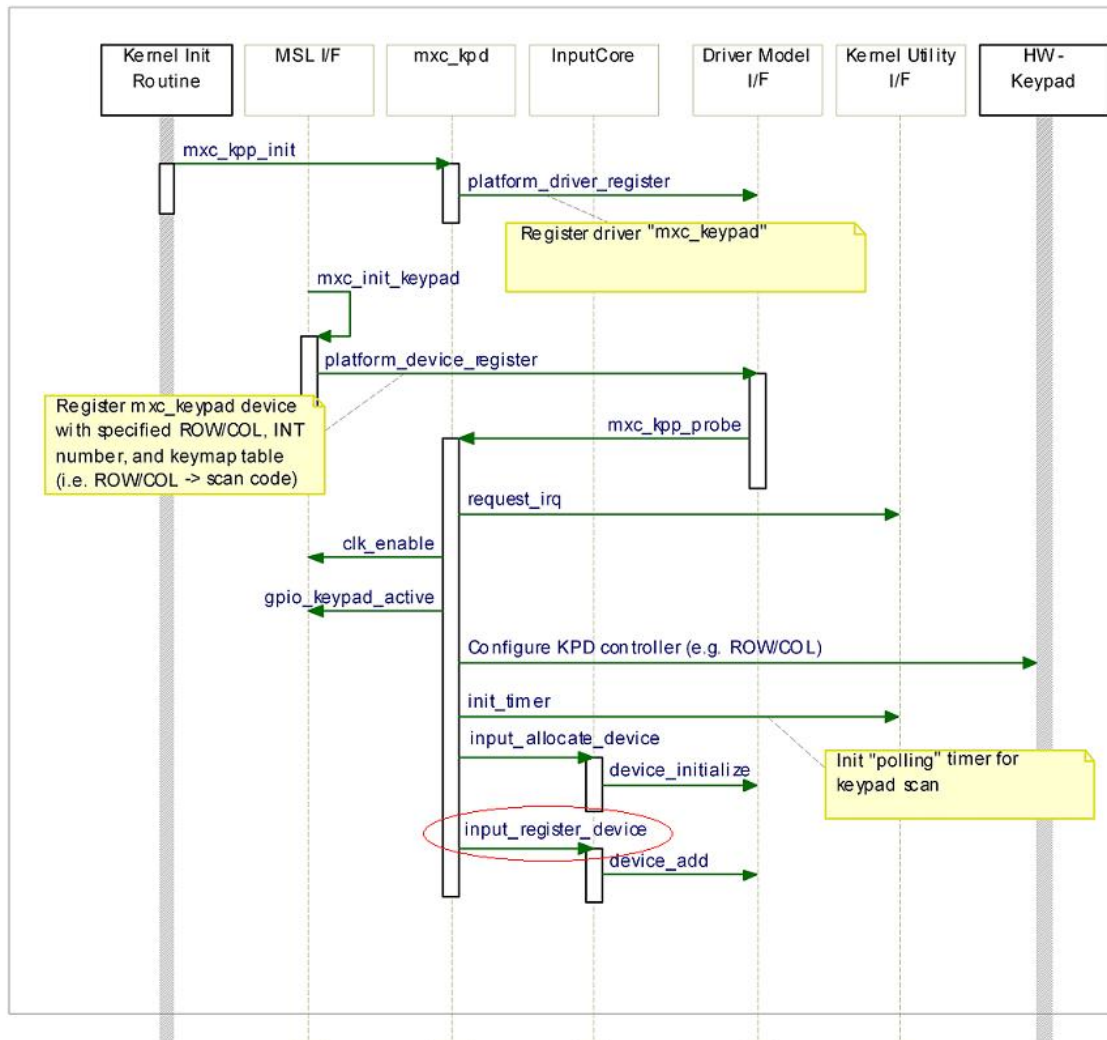 Kernel Init
Routine
MSL I/F
mxc_kpd
InputCore
Driver Model
I/F
Kernel Utility
I/F
HW-
Keypad
mxc_kpp_init
platform_driver_register
Register driver "mxc_keypad"
mxc_init_keypad
platform_device_register
Register mxc_keypad device
with specified ROW/COL, INT
number, and keymap table
(i.e. ROW/COL -> scan code)
mxc_kpp_probe
request_irq
clk_enable
gpio_keypad_active
Configure KPD controller (e.g. ROW/COL)
init_timer
Init "polling" timer for
keypad scan
input_allocate_device
device_initialize
input_register_device
device_add